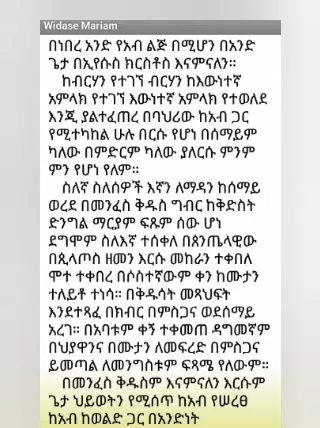 Widase Mariam
በነበረ አንድ የአብ ልጅ በሚሆን በአንድ
ጌታ በኢየሱስ ክርስቶስ እናምናለን።
ከብርሃን የተገኘ ብርሃን ከእውነተኛ
አምላክ የተገኘ እውነተኛ አምላክ የተወለደ
እንጂ ያልተፈጠረ በባህሪው ከአብ ጋር
የሚተካከል ሁሉ በርሱ የሆነ በሰማይም
ካለው በምድርም ካለው ያለርሱ ምንም
ምን የሆነ የለም።
ስለኛ ስለሰዎች እኛን ለማዳን ከሰማይ
ወረደ በመንፈስ ቅዱስ ግብር ከቅድስት
ድንግል ማርያም ፍጹም ሰው ሆነ
ደግሞም ስለእኛ ተሰቀለ በጰንጤላዊው
በጲላጦስ ዘመን እርሱ መከራን ተቀበለ
ሞተ ተቀበረ በሶስተኛውም ቀን ከሙታን
ተለይቶ ተነሳ። በቅዱሳት መጻህፍት
እንደተጻፈ በክብር በምስጋና ወደሰማይ
አረገ። በአባቱም ቀኝ ተቀመጠ ዳግመኛም
በህያዋንና በሙታን ለመፍረድ በምስጋና
ይመጣል ለመንግስቱም ፍጻሜ የለውም።
በመንፈስ ቅዱስም እናምናለን እርሱም
ጌታ ህይወትን የሚሰጥ ከአብ የሠረፀ
ከአብ ከወልድ ጋር በአንድነት